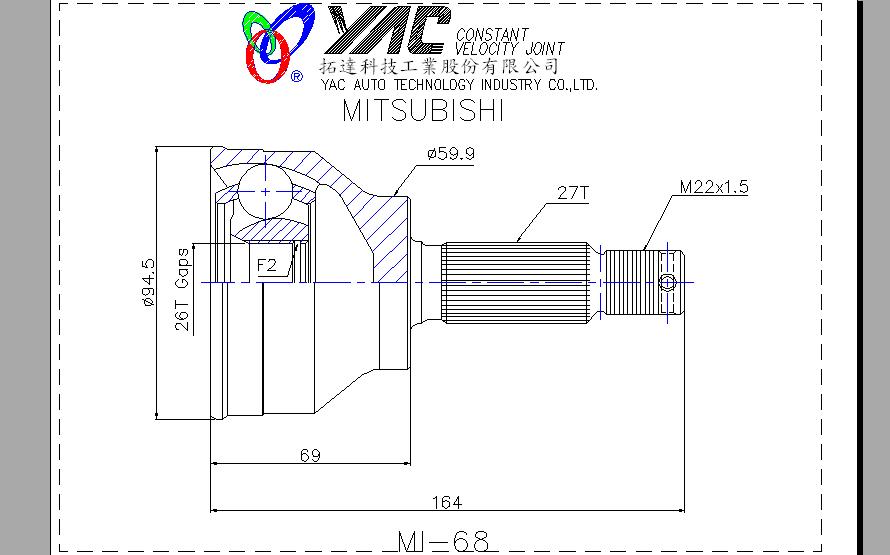 YAC CONSTANT
VELOCITY JOINT
拓達科技工業股份有限公司
®
YAC AUTO TECHNOLOGY INDUSTRY CO.,LTD.
MITSUBISHI
ø59.9
27T
M22x1.5
F2
ø94.5
26T Gaps
69
164
MI-68